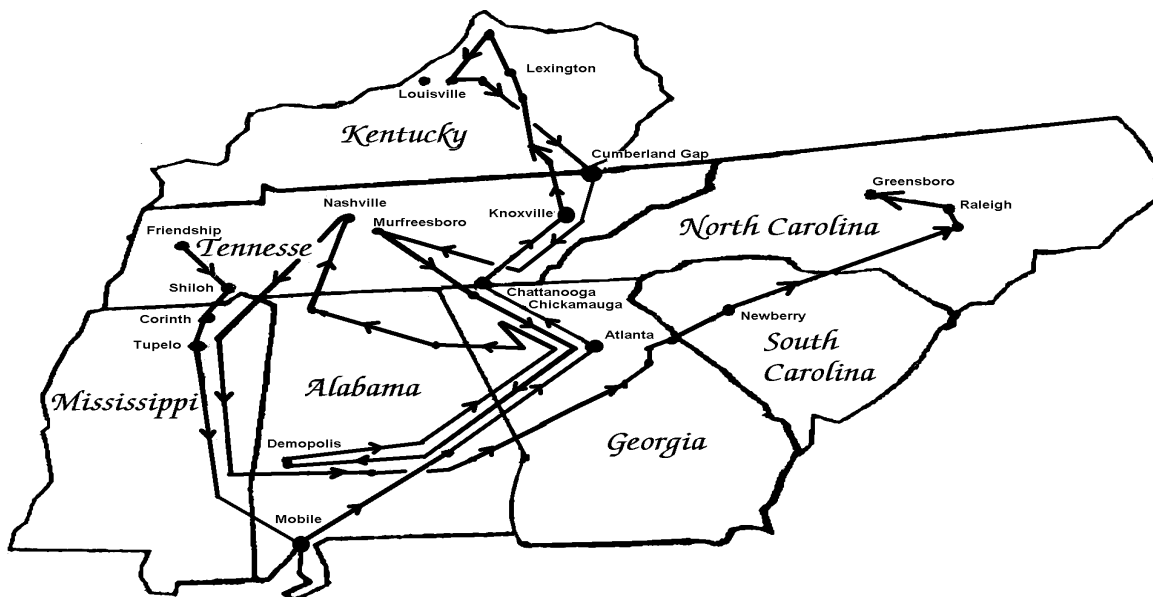 Lexington
Louisville
Kentucky
Cumberland Gap
Greensboro
Raleigh
Nashville
Murfreesboro
Knoxville
North Carolina
Friendship
Tennesse
Shiloh
Chattanooga
Chickamauga
Corinth
Newberry
Tupelo
Atlanta
South
Carolina
Mississippi
Alabama
Demopolis
Georgia
Mobile